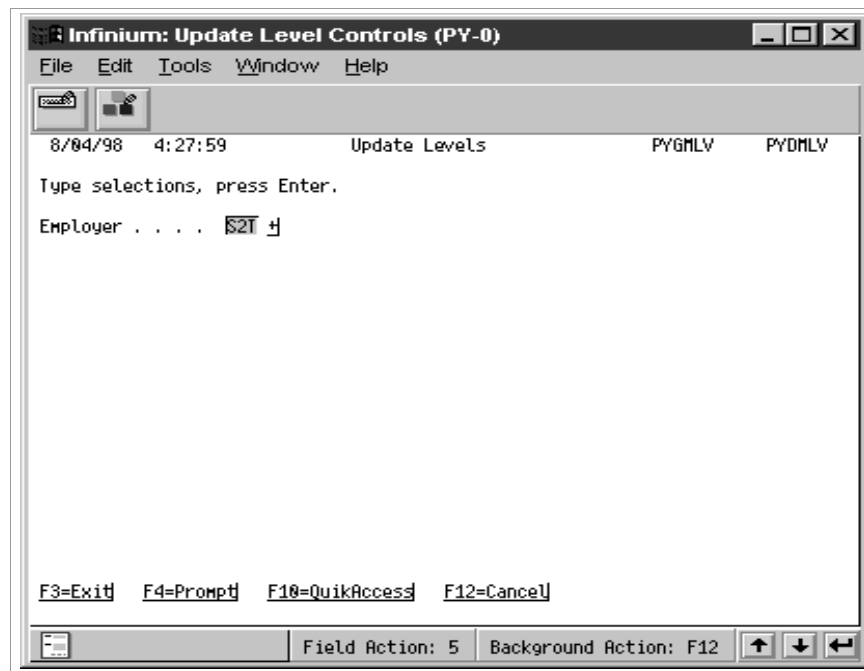 Infinium: Update Level Controls (PY-0)
File Edit Tools Window Help
8/04/98 4:27:59 Update Levels PYGMLV PYDMLV
Type selections, press Enter.
Employer . . . . S2T +
F3=Exit F4=Prompt F10=QuikAccess F12=Cancel
Field Action: 5 Background Action: F12